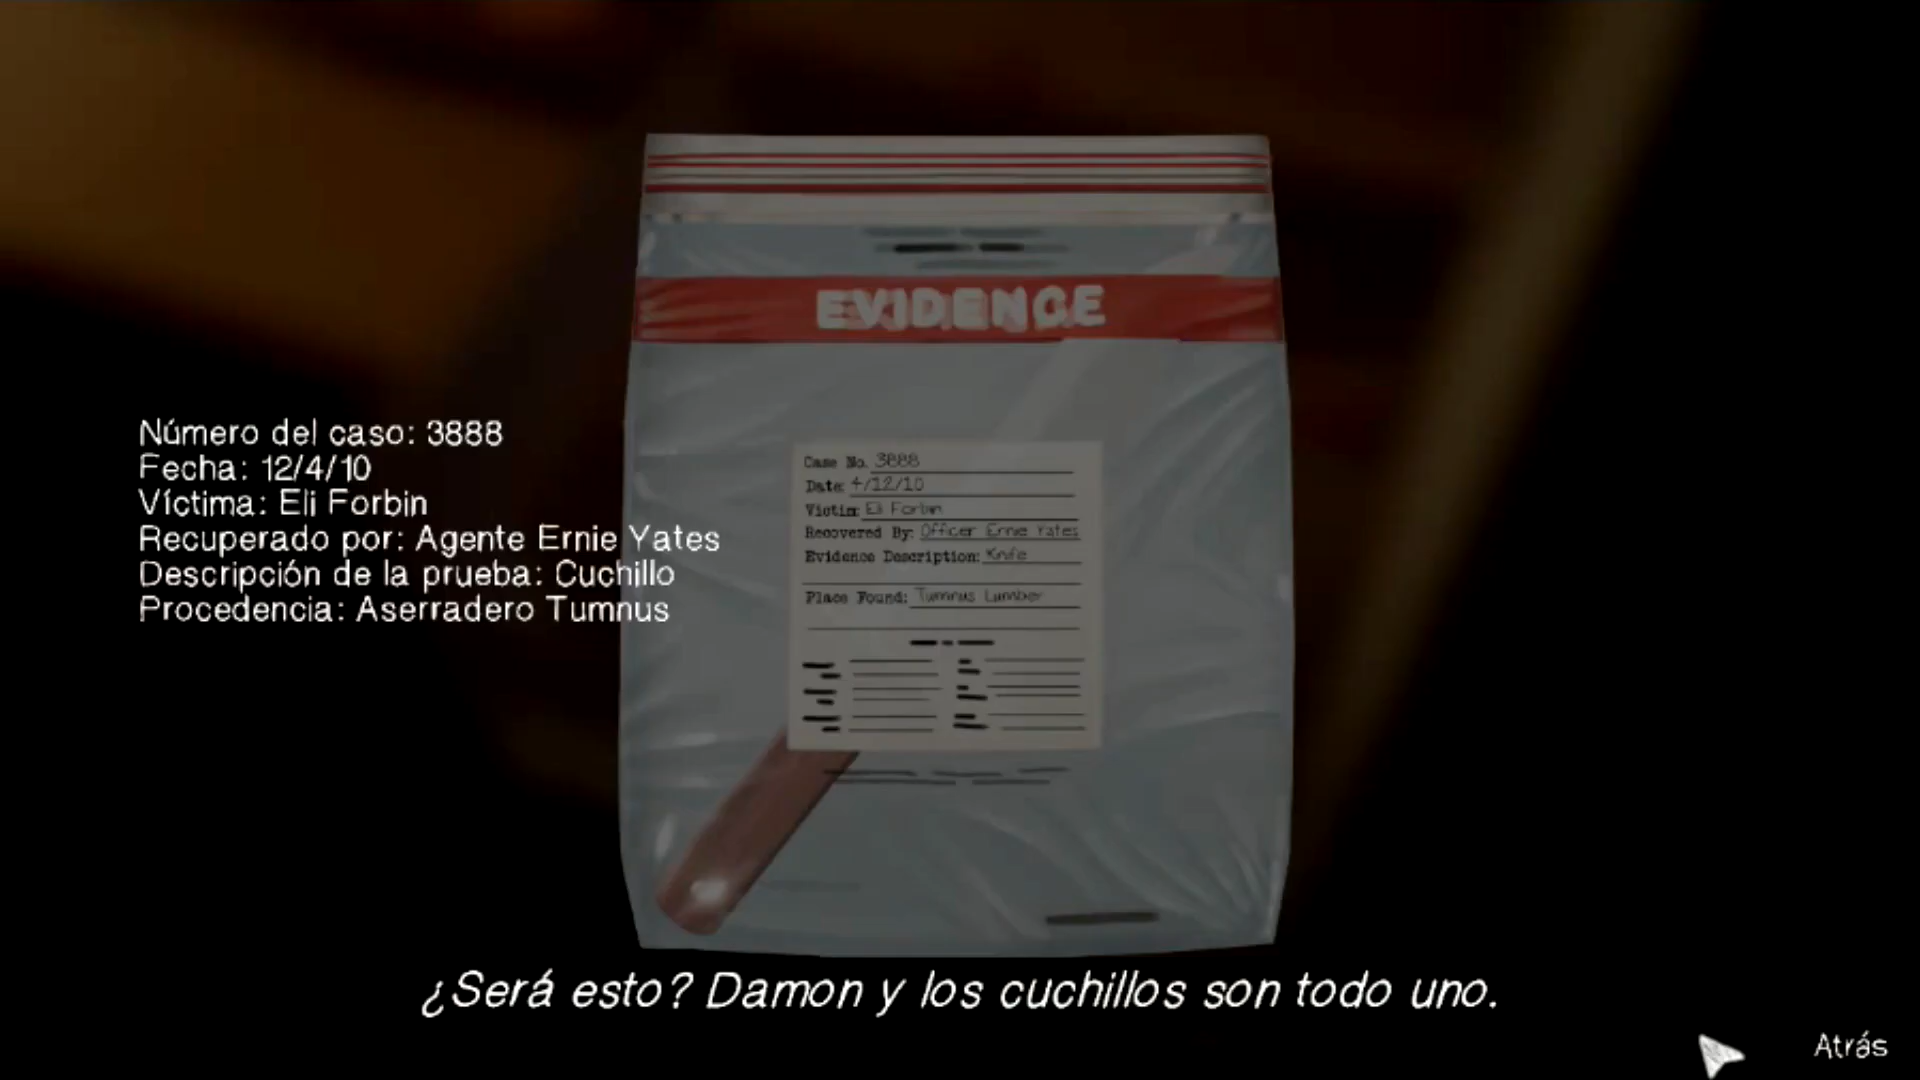 EVIDENCE
Número del caso: 3888
Fecha: 12/4/10
Víctima: Eli Forbin
Recuperado por: Agente Ernie Yates
Descripción de la prueba: Cuchillo
Procedencia: Aserradero Tumnus
Case No. 3888
Date: 4/12/10
Victim: Eli Forbin
Recovered By: Officer Ernie Yates
Evidence Description: Knife
Place Found: Tumnus Lumber
¿Será esto? Damon y los cuchillos son todo uno.
Atrás